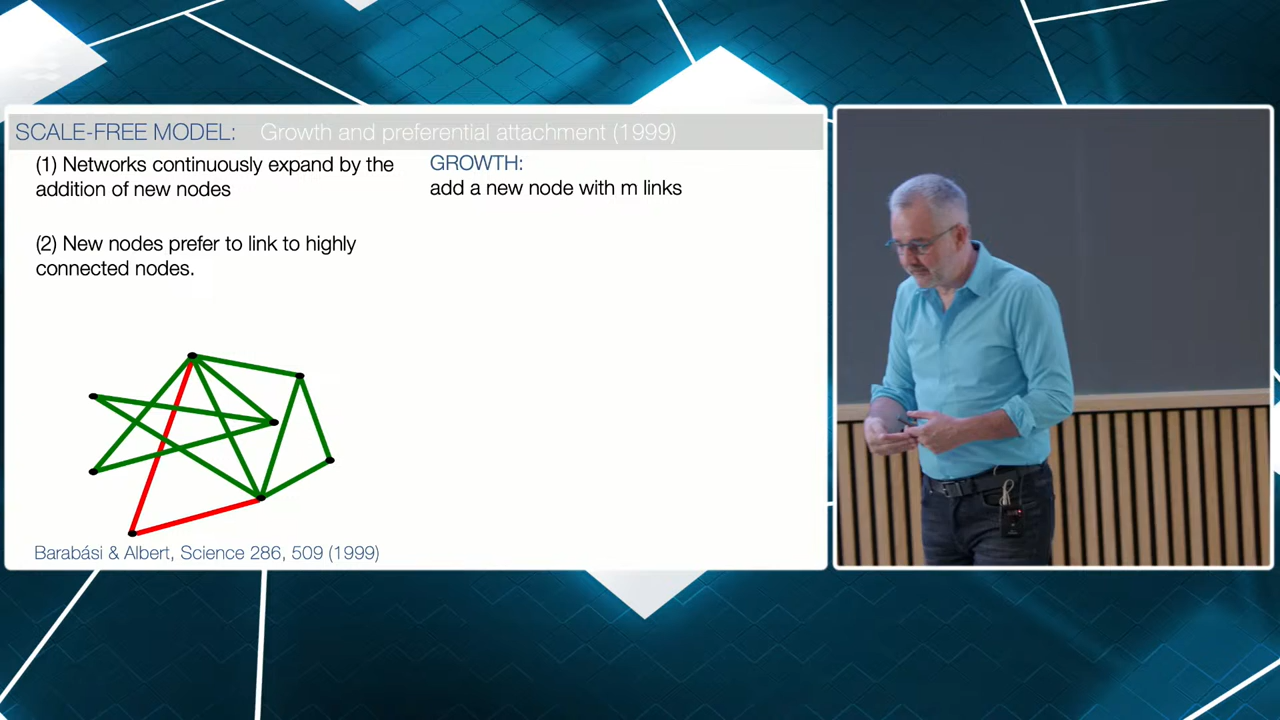 SCALE-FREE MODEL: Growth and preferential attachment (1999)
(1) Networks continuously expand by the
addition of new nodes
(2) New nodes prefer to link to highly
connected nodes.
GROWTH:
add a new node with m links
Barabási & Albert, Science 286, 509 (1999)